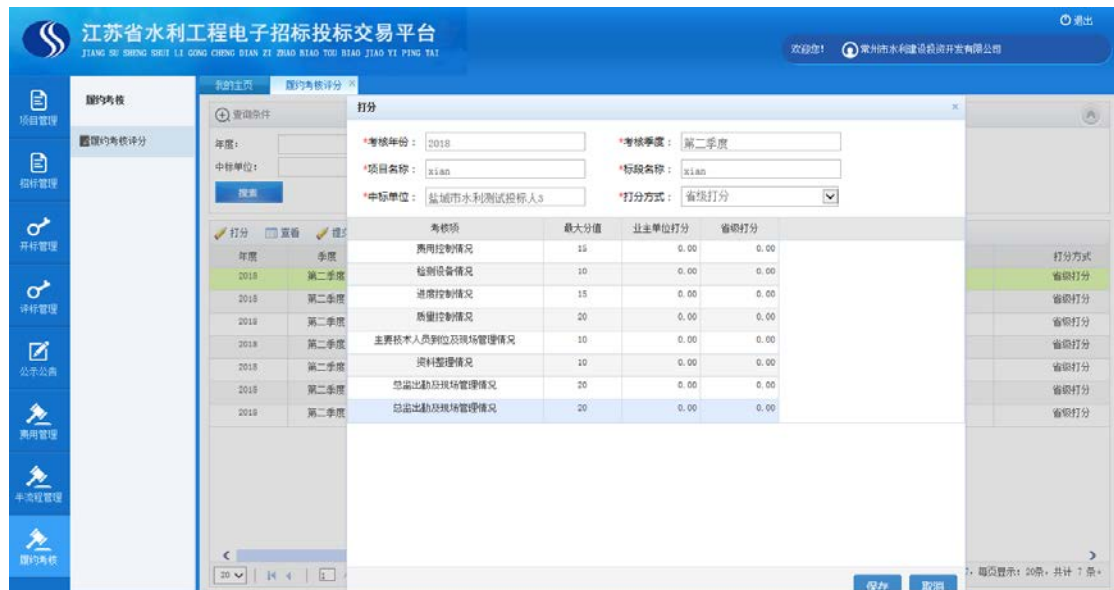 江苏省水利工程电子招标投标交易平台
JIANG SU SHENG SHUI LI GONG CHENG DIAN ZI ZHAO BIAO TOU BIAO JIAO YI PING TAI
退出
欢迎您! 常州市水利建设投资开发有限公司
项目管理
招标管理
开标管理
评标管理
公示公告
费用管理
半流程管理
履约考核
履约考核
履约考核评分
我的主页 履约考核评分 ×
查询条件
年度:
中标单位:
搜索
打分 查看
年度 季度 打分方式
2018 第二季度 省级打分
2018 第二季度 省级打分
2018 第二季度 省级打分
2018 第二季度 省级打分
2018 第二季度 省级打分
2018 第二季度 省级打分
2018 第二季度 省级打分
打分 ×
*考核年份: 2018 *考核季度: 第二季度
*项目名称: xian *标段名称: xian
*中标单位: 盐城市水利测试投标人3 *打分方式: 省级打分
考核项 最大分值 业主单位打分 省级打分
费用控制情况 15 0.00 0.00
检测设备情况 10 0.00 0.00
进度控制情况 15 0.00 0.00
质量控制情况 20 0.00 0.00
主要技术人员到位及现场管理情况 10 0.00 0.00
资料整理情况 10 0.00 0.00
总监出勤及现场管理情况 20 0.00 0.00
总监出勤及现场管理情况 20 0.00 0.00
保存 取消
20 1 每页显示: 20条, 共计 7 条。